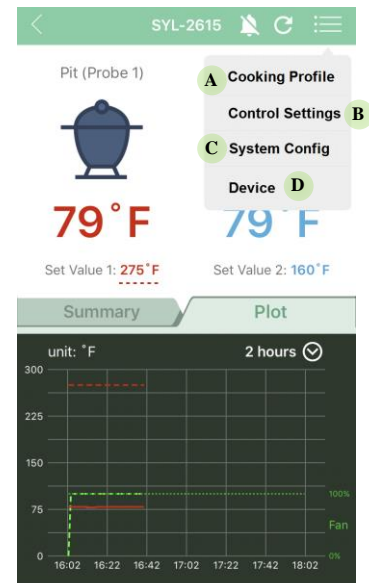 SYL-2615
Pit (Probe 1)
A Cooking Profile
Control Settings B
C System Config
Device D
79°F
79°F
Set Value 1: 275°F
Set Value 2: 160°F
Summary
Plot
unit: °F
2 hours
300
225
150
75
0
100%
Fan
0%
16:02 16:22 16:42 17:02 17:22 17:42 18:02